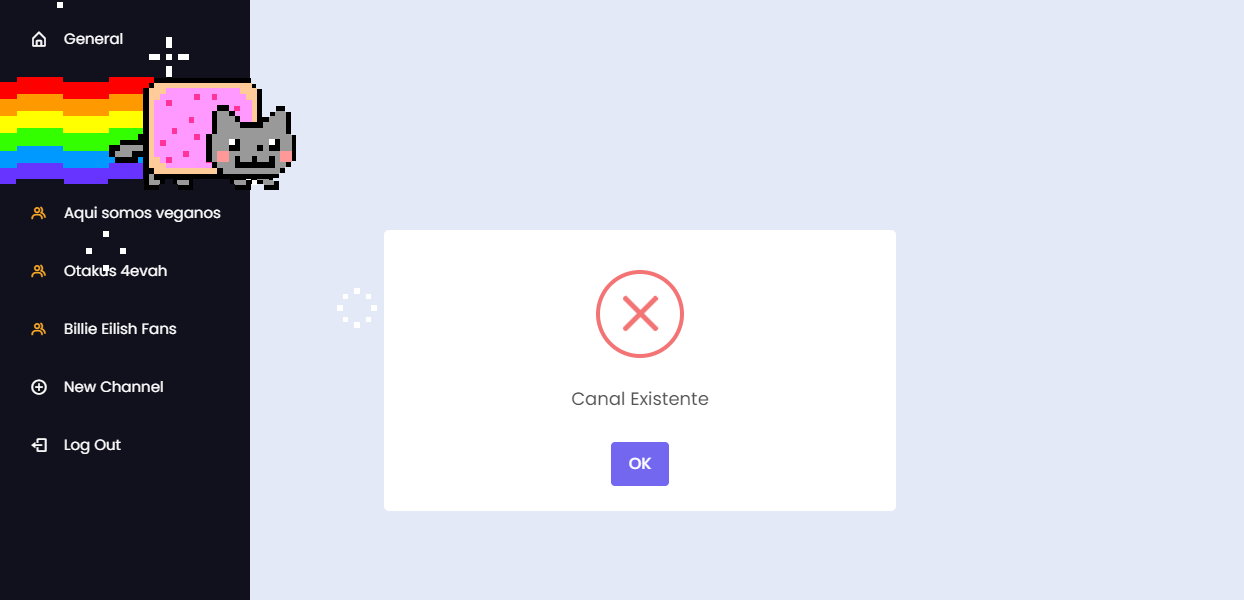 General
Aqui somos veganos
Otakus 4evah
Billie Eilish Fans
New Channel
Log Out
Canal Existente
OK